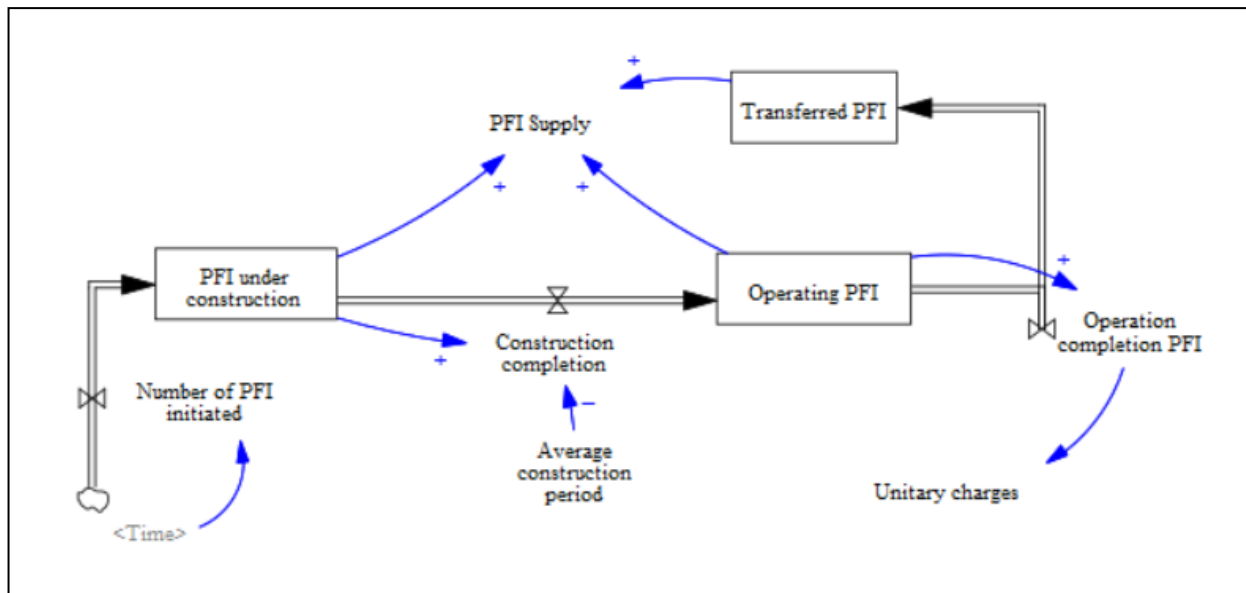 +
Transferred PFI
PFI Supply
+
+
PFI under
construction
Operating PFI
+
Construction
completion
+
Operation
completion PFI
Number of PFI
initiated
–
Average
construction
period
Unitary charges
<Time>